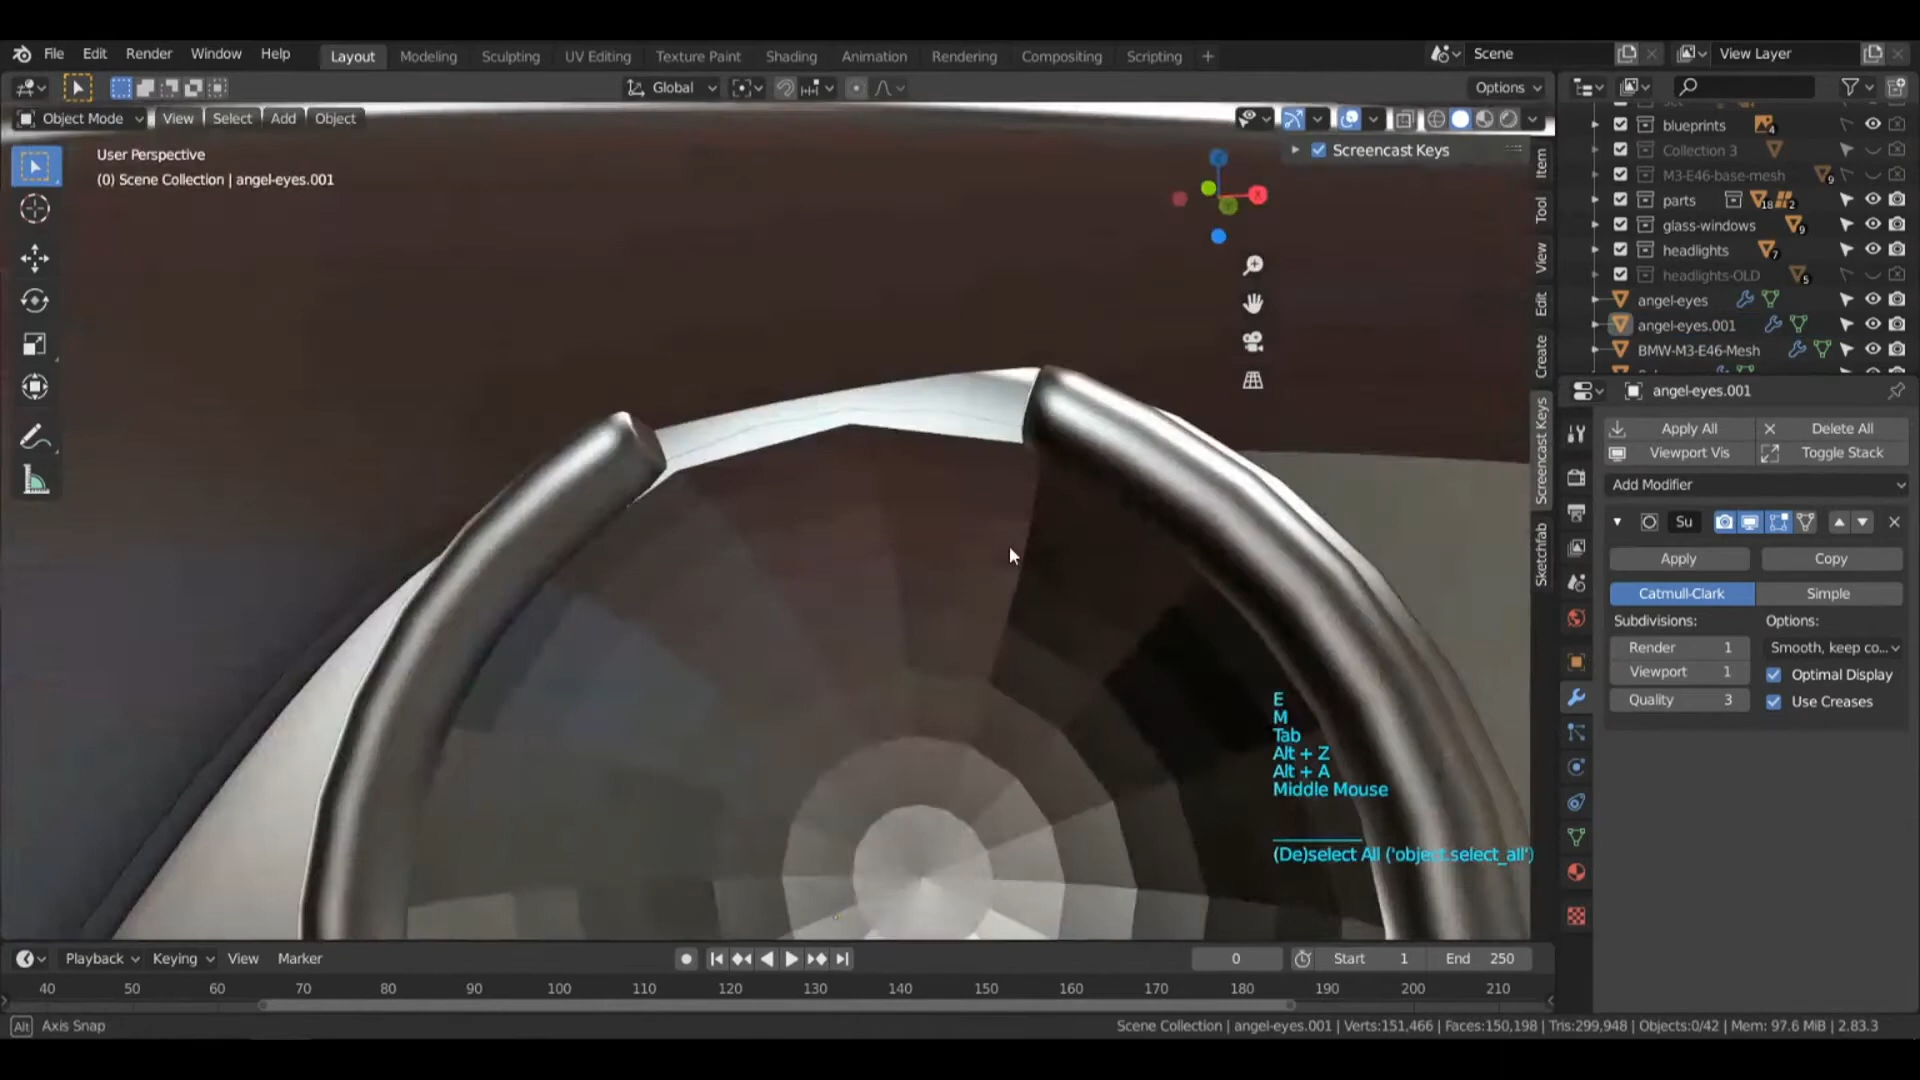 File Edit Render Window Help Layout Modeling Sculpting UV Editing Texture Paint Shading Animation Rendering Compositing Scripting + Scene View Layer
Global Options
Object Mode View Select Add Object
User Perspective
(0) Scene Collection | angel-eyes.001
Screencast Keys
Item
Tool
View
Edit
Create
Screencast Keys
Sketchfab
blueprints 4
Collection 3
M3-E46-base-mesh 9
parts 18 2
glass-windows 9
headlights 7
headlights-OLD 5
angel-eyes
angel-eyes.001
BMW-M3-E46-Mesh
angel-eyes.001
Apply All Delete All
Viewport Vis Toggle Stack
Add Modifier
Su
Apply Copy
Catmull-Clark Simple
Subdivisions: Options:
Render 1 Smooth, keep co...
Viewport 1 Optimal Display
Quality 3 Use Creases
E
M
Tab
Alt + Z
Alt + A
Middle Mouse
(De)select All ('object.select_all')
Playback Keying View Marker 0 Start 1 End 250
40 50 60 70 80 90 100 110 120 130 140 150 160 170 180 190 200 210
Alt Axis Snap
Scene Collection | angel-eyes.001 | Verts:151,466 | Faces:150,198 | Tris:299,948 | Objects:0/42 | Mem: 97.6 MiB | 2.83.3